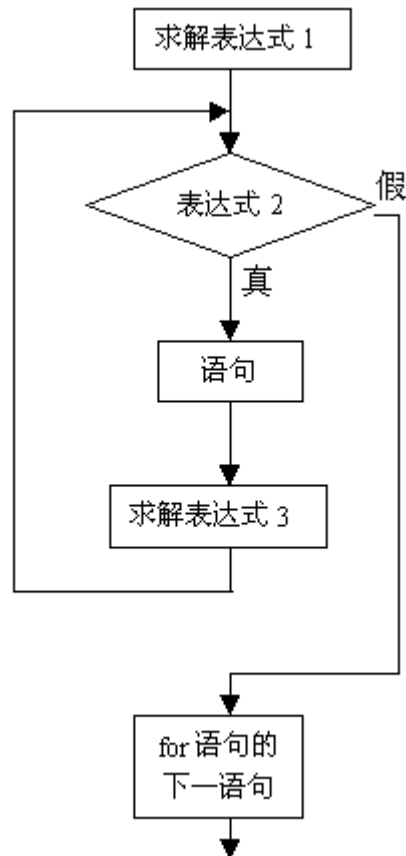 求解表达式 1
表达式 2
假
真
语句
求解表达式 3
for 语句的
下一语句